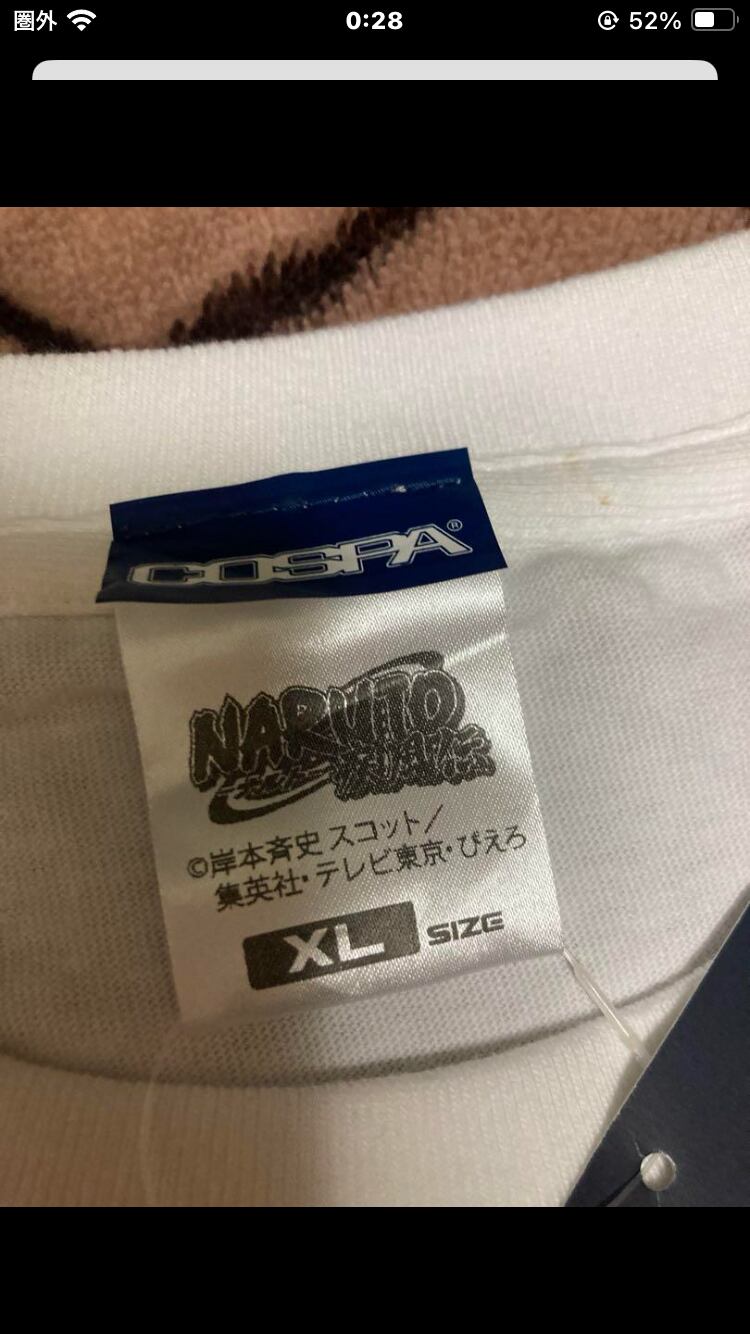 圏外 0:28 52%
COSPA®
NARUTO
疾風伝
©岸本斉史 スコット/
集英社・テレビ東京・ぴえろ
XL SIZE